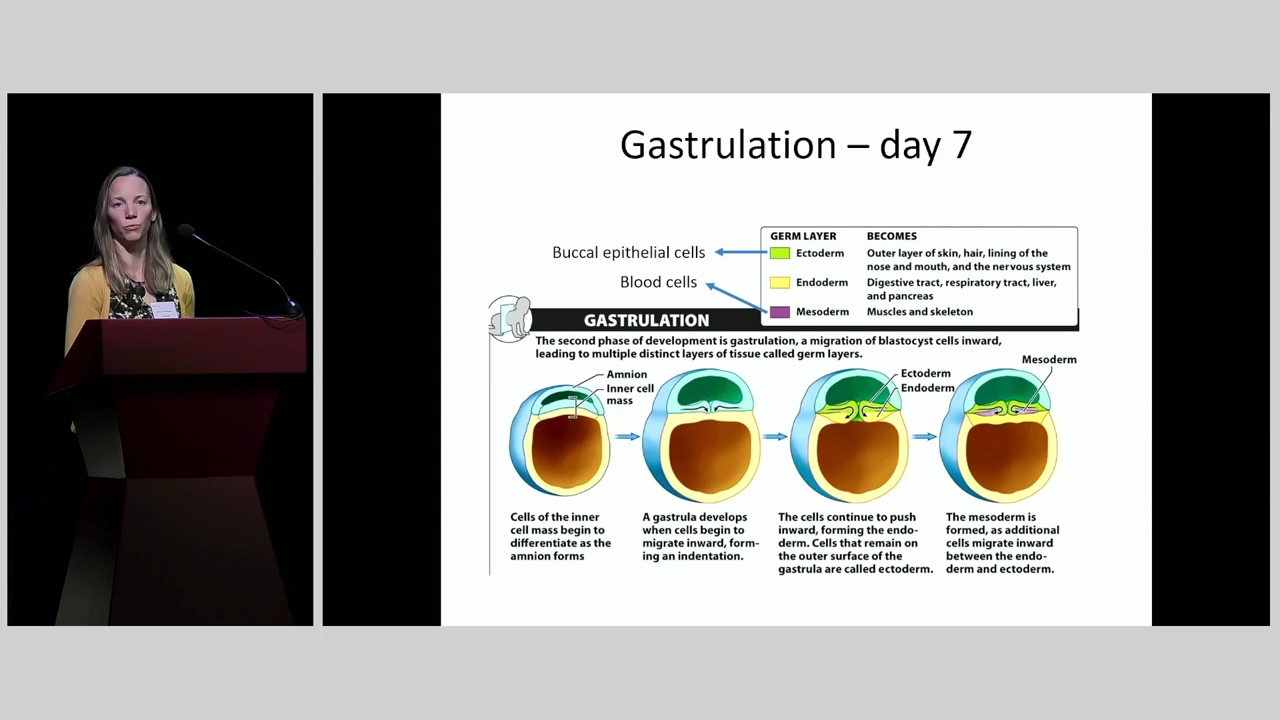 Gastrulation – day 7
GERM LAYER BECOMES
Buccal epithelial cells
Ectoderm
Outer layer of skin, hair, lining of the
nose and mouth, and the nervous system
Blood cells
Endoderm
Digestive tract, respiratory tract, liver,
and pancreas
Mesoderm
Muscles and skeleton
GASTRULATION
The second phase of development is gastrulation, a migration of blastocyst cells inward,
leading to multiple distinct layers of tissue called germ layers.
Mesoderm
Amnion
Inner cell
mass
Ectoderm
Endoderm
Cells of the inner
cell mass begin to
differentiate as the
amnion forms
A gastrula develops
when cells begin to
migrate inward, form-
ing an indentation.
The cells continue to push
inward, forming the endo-
derm. Cells that remain on
the outer surface of the
gastrula are called ectoderm.
The mesoderm is
formed, as additional
cells migrate inward
between the endo-
derm and ectoderm.